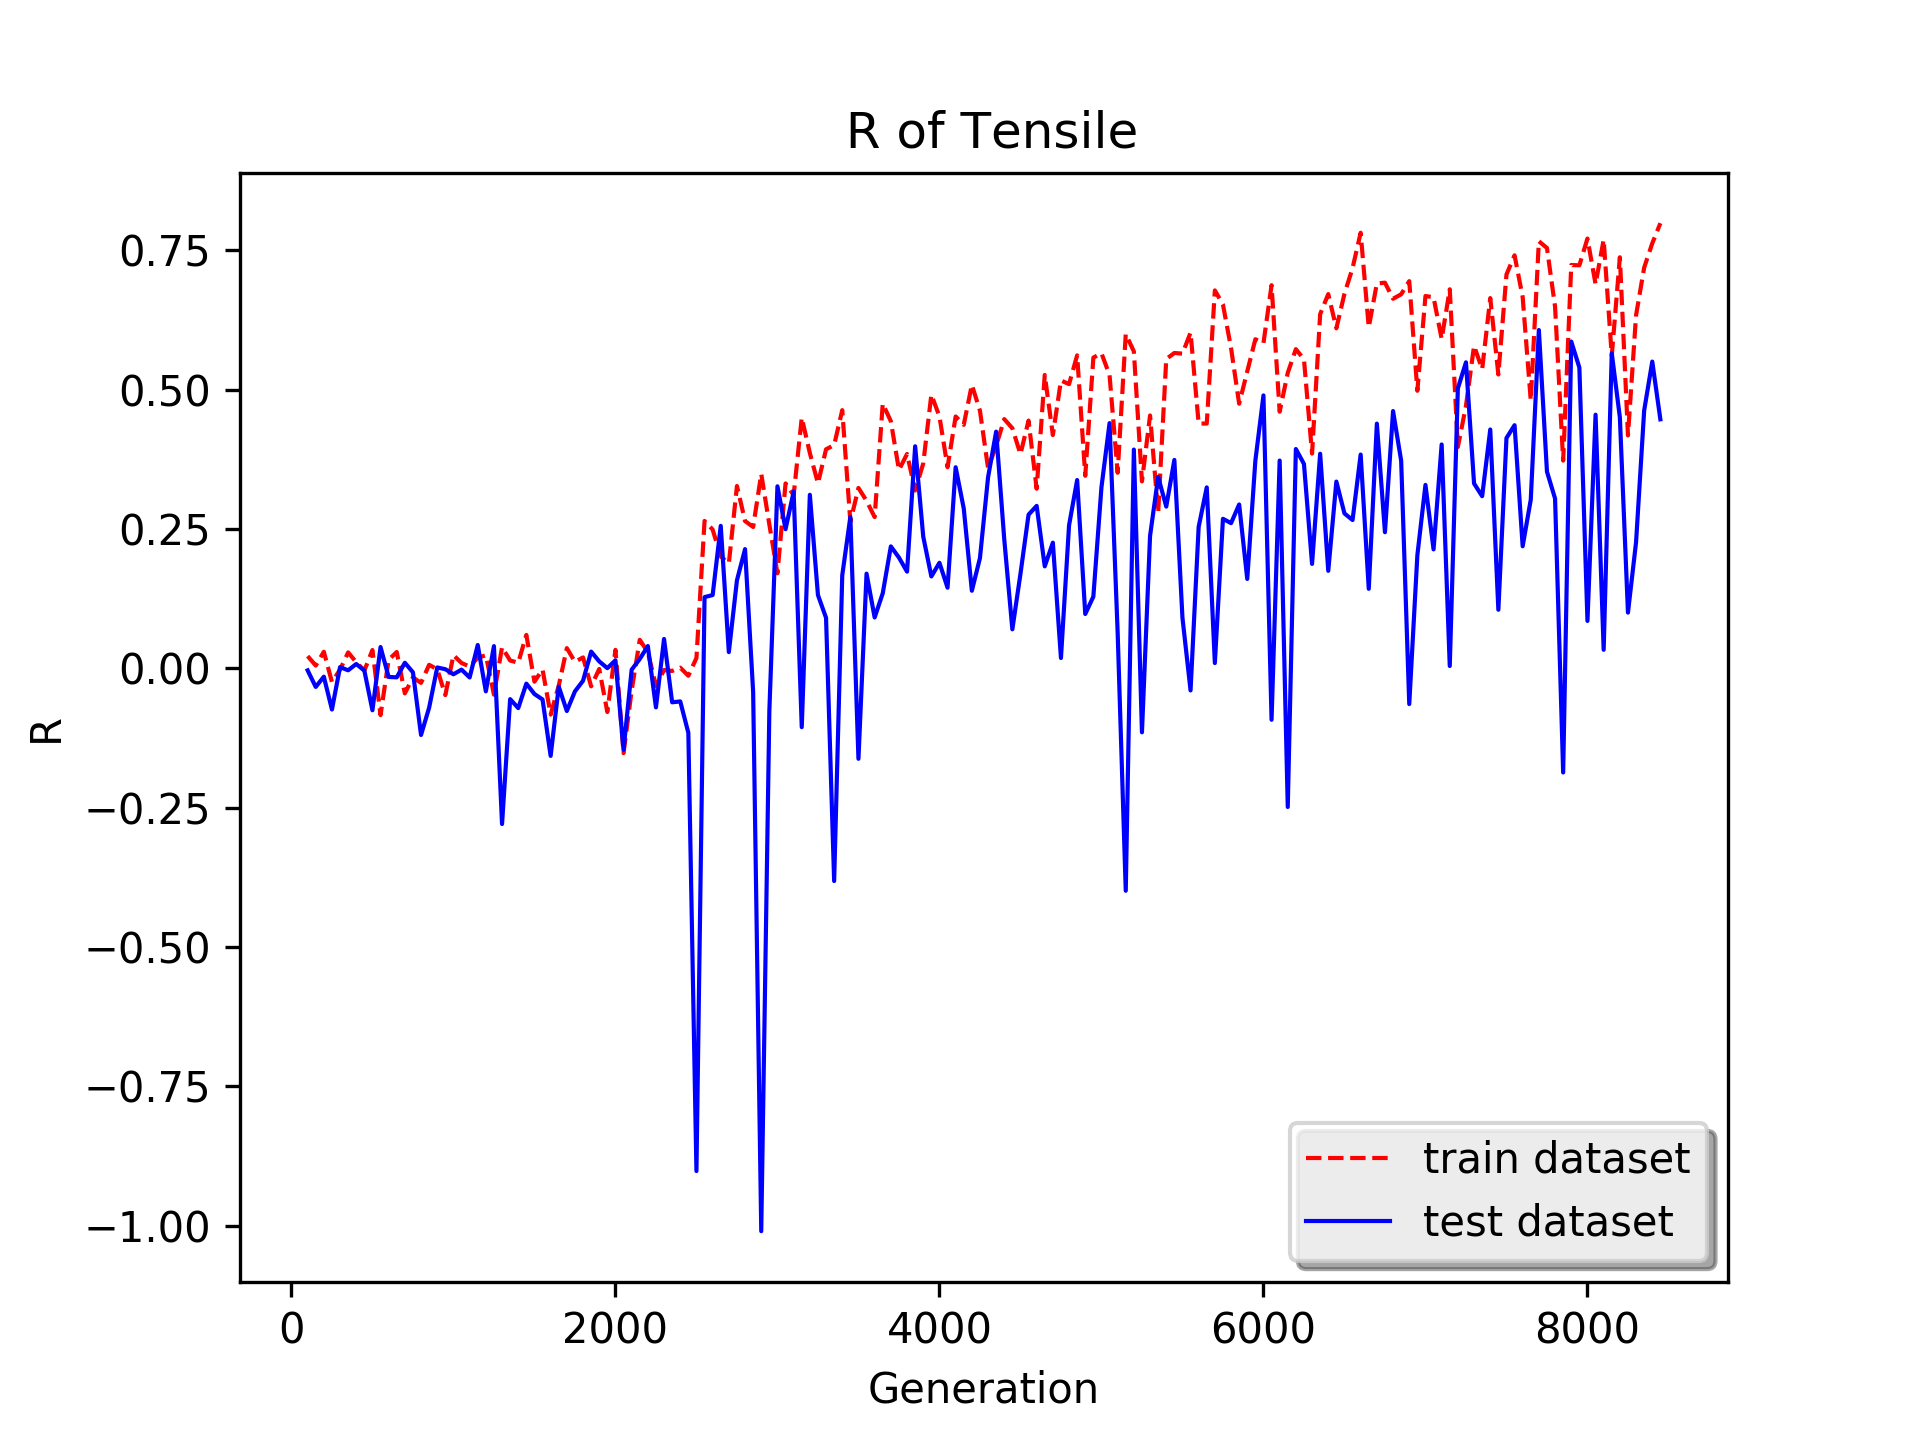 R of Tensile
R
0.75
0.50
0.25
0.00
−0.25
−0.50
−0.75
−1.00
train dataset
test dataset
0 2000 4000 6000 8000
Generation